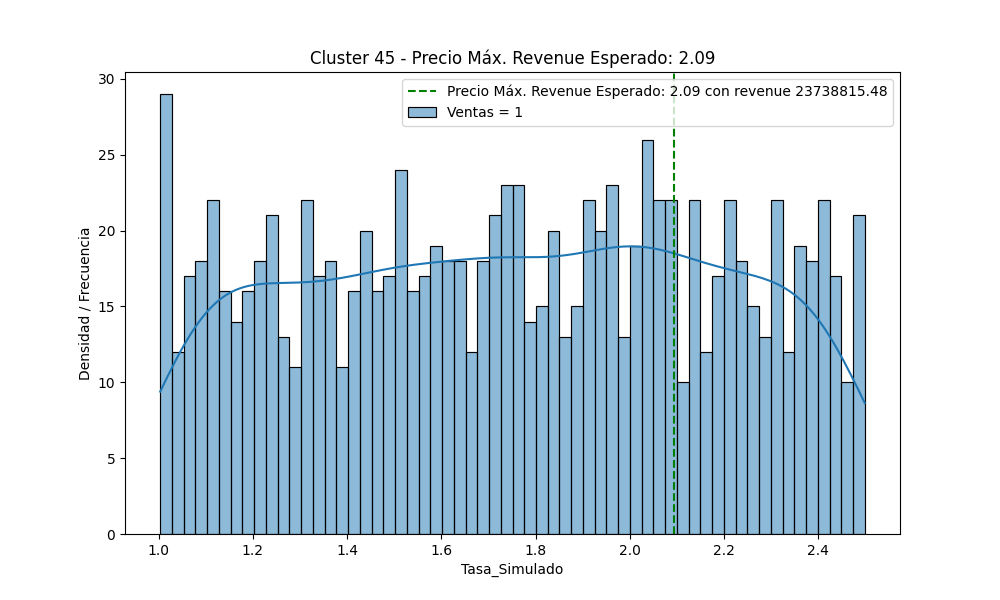 Cluster 45 - Precio Máx. Revenue Esperado: 2.09
Precio Máx. Revenue Esperado: 2.09 con revenue 23738815.48
Ventas = 1
30
25
20
15
10
5
0
Densidad / Frecuencia
1.0 1.2 1.4 1.6 1.8 2.0 2.2 2.4
Tasa_Simulado